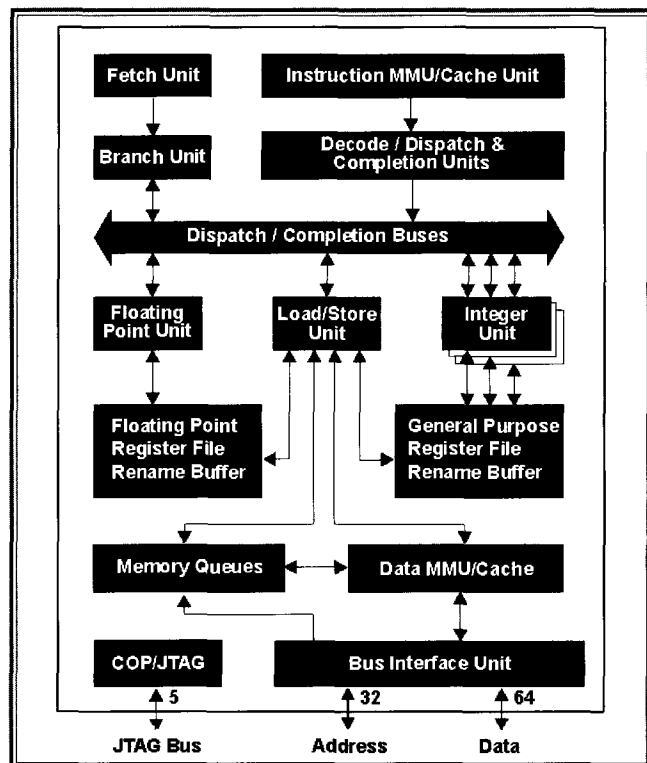 Fetch Unit
Instruction MMU/Cache Unit
Branch Unit
Decode / Dispatch &
Completion Units
Dispatch / Completion Buses
Floating
Point Unit
Load/Store
Unit
Integer
Unit
Floating Point
Register File
Rename Buffer
General Purpose
Register File
Rename Buffer
Memory Queues
Data MMU/Cache
COP/JTAG
Bus Interface Unit
5
32
64
JTAG Bus
Address
Data